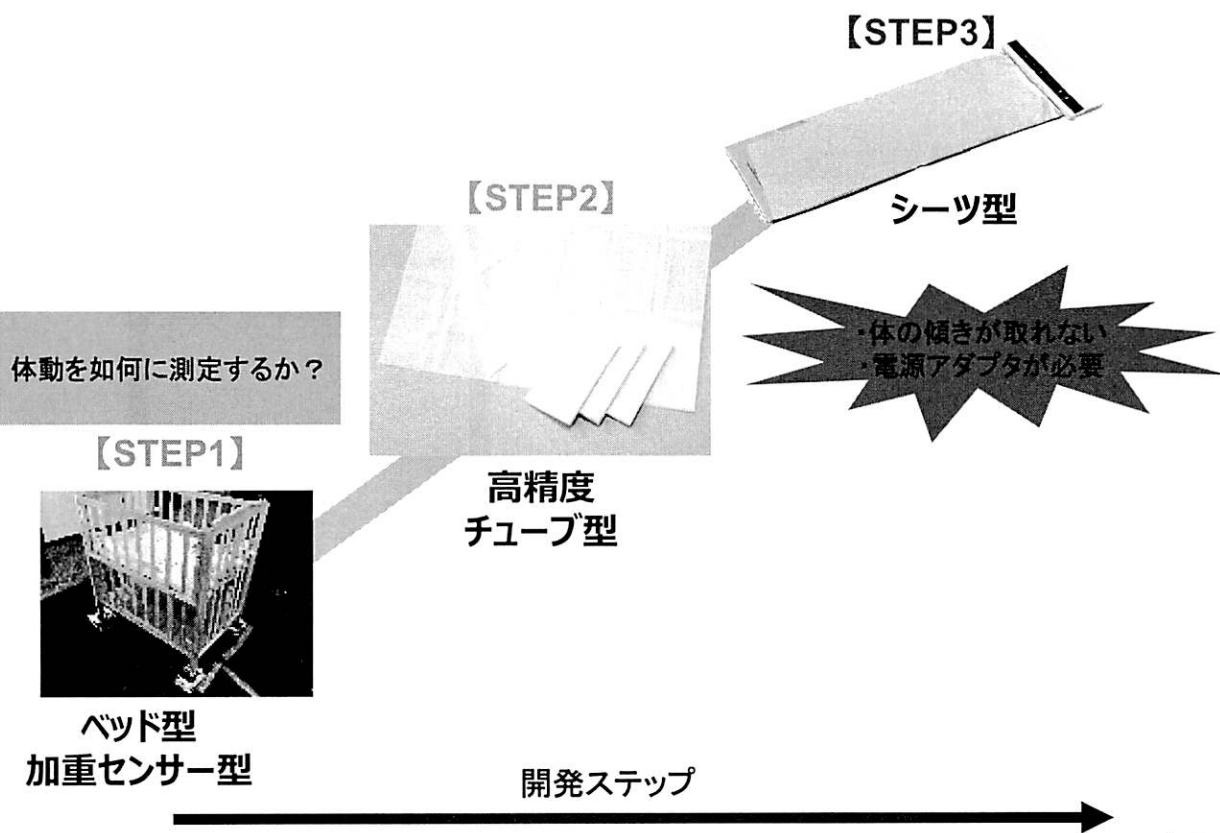 【STEP3】
シーツ型
【STEP2】
・体の傾きが取れない
・電源アダプタが必要
体動を如何に測定するか？
【STEP1】
高精度
チューブ型
ベッド型
加重センサー型
開発ステップ